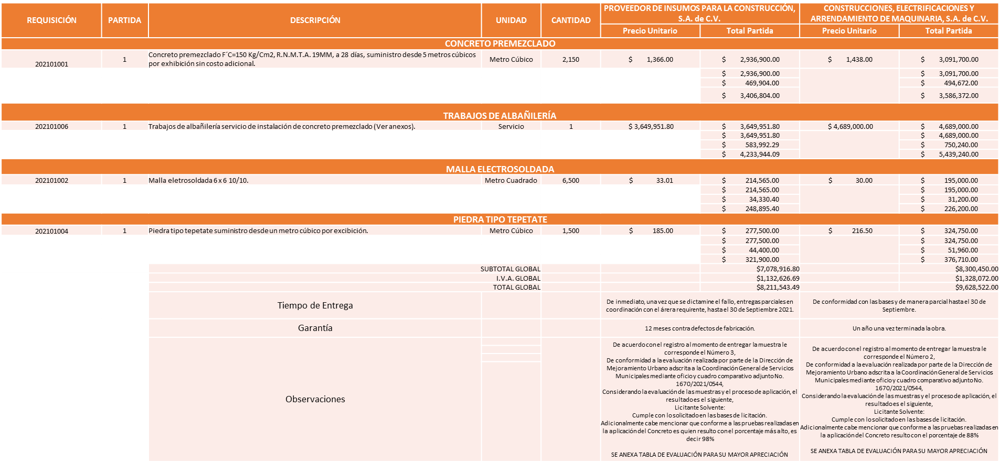 REQUISICIÓN PARTIDA DESCRIPCIÓN UNIDAD CANTIDAD PROVEEDOR DE INSUMOS PARA LA CONSTRUCCIÓN, S.A. de C.V. CONSTRUCCIONES, ELECTRIFICACIONES Y ARRENDAMIENTO DE MAQUINARIA, S.A. de C.V.
Precio Unitario Total Partida Precio Unitario Total Partida
CONCRETO PREMEZCLADO
202101001 1 Concreto premezclado F´C=150 Kg/Cm2, R.N.M.T.A. 19MM, a 28 días, suministro desde 5 metros cúbicos por exhibición sin costo adicional. Metro Cúbico 2,150 $ 1,366.00 $ 2,936,900.00 $ 1,438.00 $ 3,091,700.00
$ 2,936,900.00 $ 3,091,700.00
$ 469,904.00 $ 494,672.00
$ 3,406,804.00 $ 3,586,372.00
TRABAJOS DE ALBAÑILERÍA
202101006 1 Trabajos de albañilería servicio de instalación de concreto premezclado (Ver anexos). Servicio 1 $ 3,649,951.80 $ 3,649,951.80 $ 4,689,000.00 $ 4,689,000.00
$ 3,649,951.80 $ 4,689,000.00
$ 583,992.29 $ 750,240.00
$ 4,233,944.09 $ 5,439,240.00
MALLA ELECTROSOLDADA
202101002 1 Malla eletrosoldada 6 x 6 10/10. Metro Cuadrado 6,500 $ 33.01 $ 214,565.00 $ 30.00 $ 195,000.00
$ 214,565.00 $ 195,000.00
$ 34,330.40 $ 31,200.00
$ 248,895.40 $ 226,200.00
PIEDRA TIPO TEPETATE
202101004 1 Piedra tipo tepetate suministro desde un metro cúbico por excibición. Metro Cúbico 1,500 $ 185.00 $ 277,500.00 $ 216.50 $ 324,750.00
$ 277,500.00 $ 324,750.00
$ 44,400.00 $ 51,960.00
$ 321,900.00 $ 376,710.00
SUBTOTAL GLOBAL $7,078,916.80 $8,300,450.00
I.V.A. GLOBAL $1,132,626.69 $1,328,072.00
TOTAL GLOBAL $8,211,543.49 $9,628,522.00
Tiempo de Entrega
De inmediato, una vez que se dictamine el fallo, entregas parciales en
coordinación con el árera requirente, hasta el 30 de Septiembre 2021.
De conformidad con las bases y de manera parcial hasta el 30 de
Septiembre.
Garantía
12 meses contra defectos de fabricación.
Un año una vez terminada la obra.
Observaciones
De acuerdo con el registro al momento de entregar la muestra le
corresponde el Número 3,
De conformidad a la evaluación realizada por parte de la Dirección de
Mejoramiento Urbano adscrita a la Coordinación General de Servicios
Municipales mediante oficio y cuadro comparativo adjunto No.
1670/2021/0544,
Considerando la evaluación de las muestras y el proceso de aplicación, el
resultado es el siguiente,
Licitante Solvente:
Cumple con lo solicitado en las bases de licitación.
Adicionalmente cabe mencionar que conforme a las pruebas realizadas en
la aplicación del Concreto es quien resulto con el porcentaje más alto, es
decir 98%
SE ANEXA TABLA DE EVALUACIÓN PARA SU MAYOR APRECIACIÓN
De acuerdo con el registro al momento de entregar la muestra le
corresponde el Número 2,
De conformidad a la evaluación realizada por parte de la Dirección de
Mejoramiento Urbano adscrita a la Coordinación General de Servicios
Municipales mediante oficio y cuadro comparativo adjunto No.
1670/2021/0544,
Considerando la evaluación de las muestras y el proceso de aplicación, el
resultado es el siguiente,
Licitante Solvente:
Cumple con lo solicitado en las bases de licitación.
Adicionalmente cabe mencionar que conforme a las pruebas realizadas en
la aplicación del Concreto resulto con el porcentaje de 88%
SE ANEXA TABLA DE EVALUACIÓN PARA SU MAYOR APRECIACIÓN